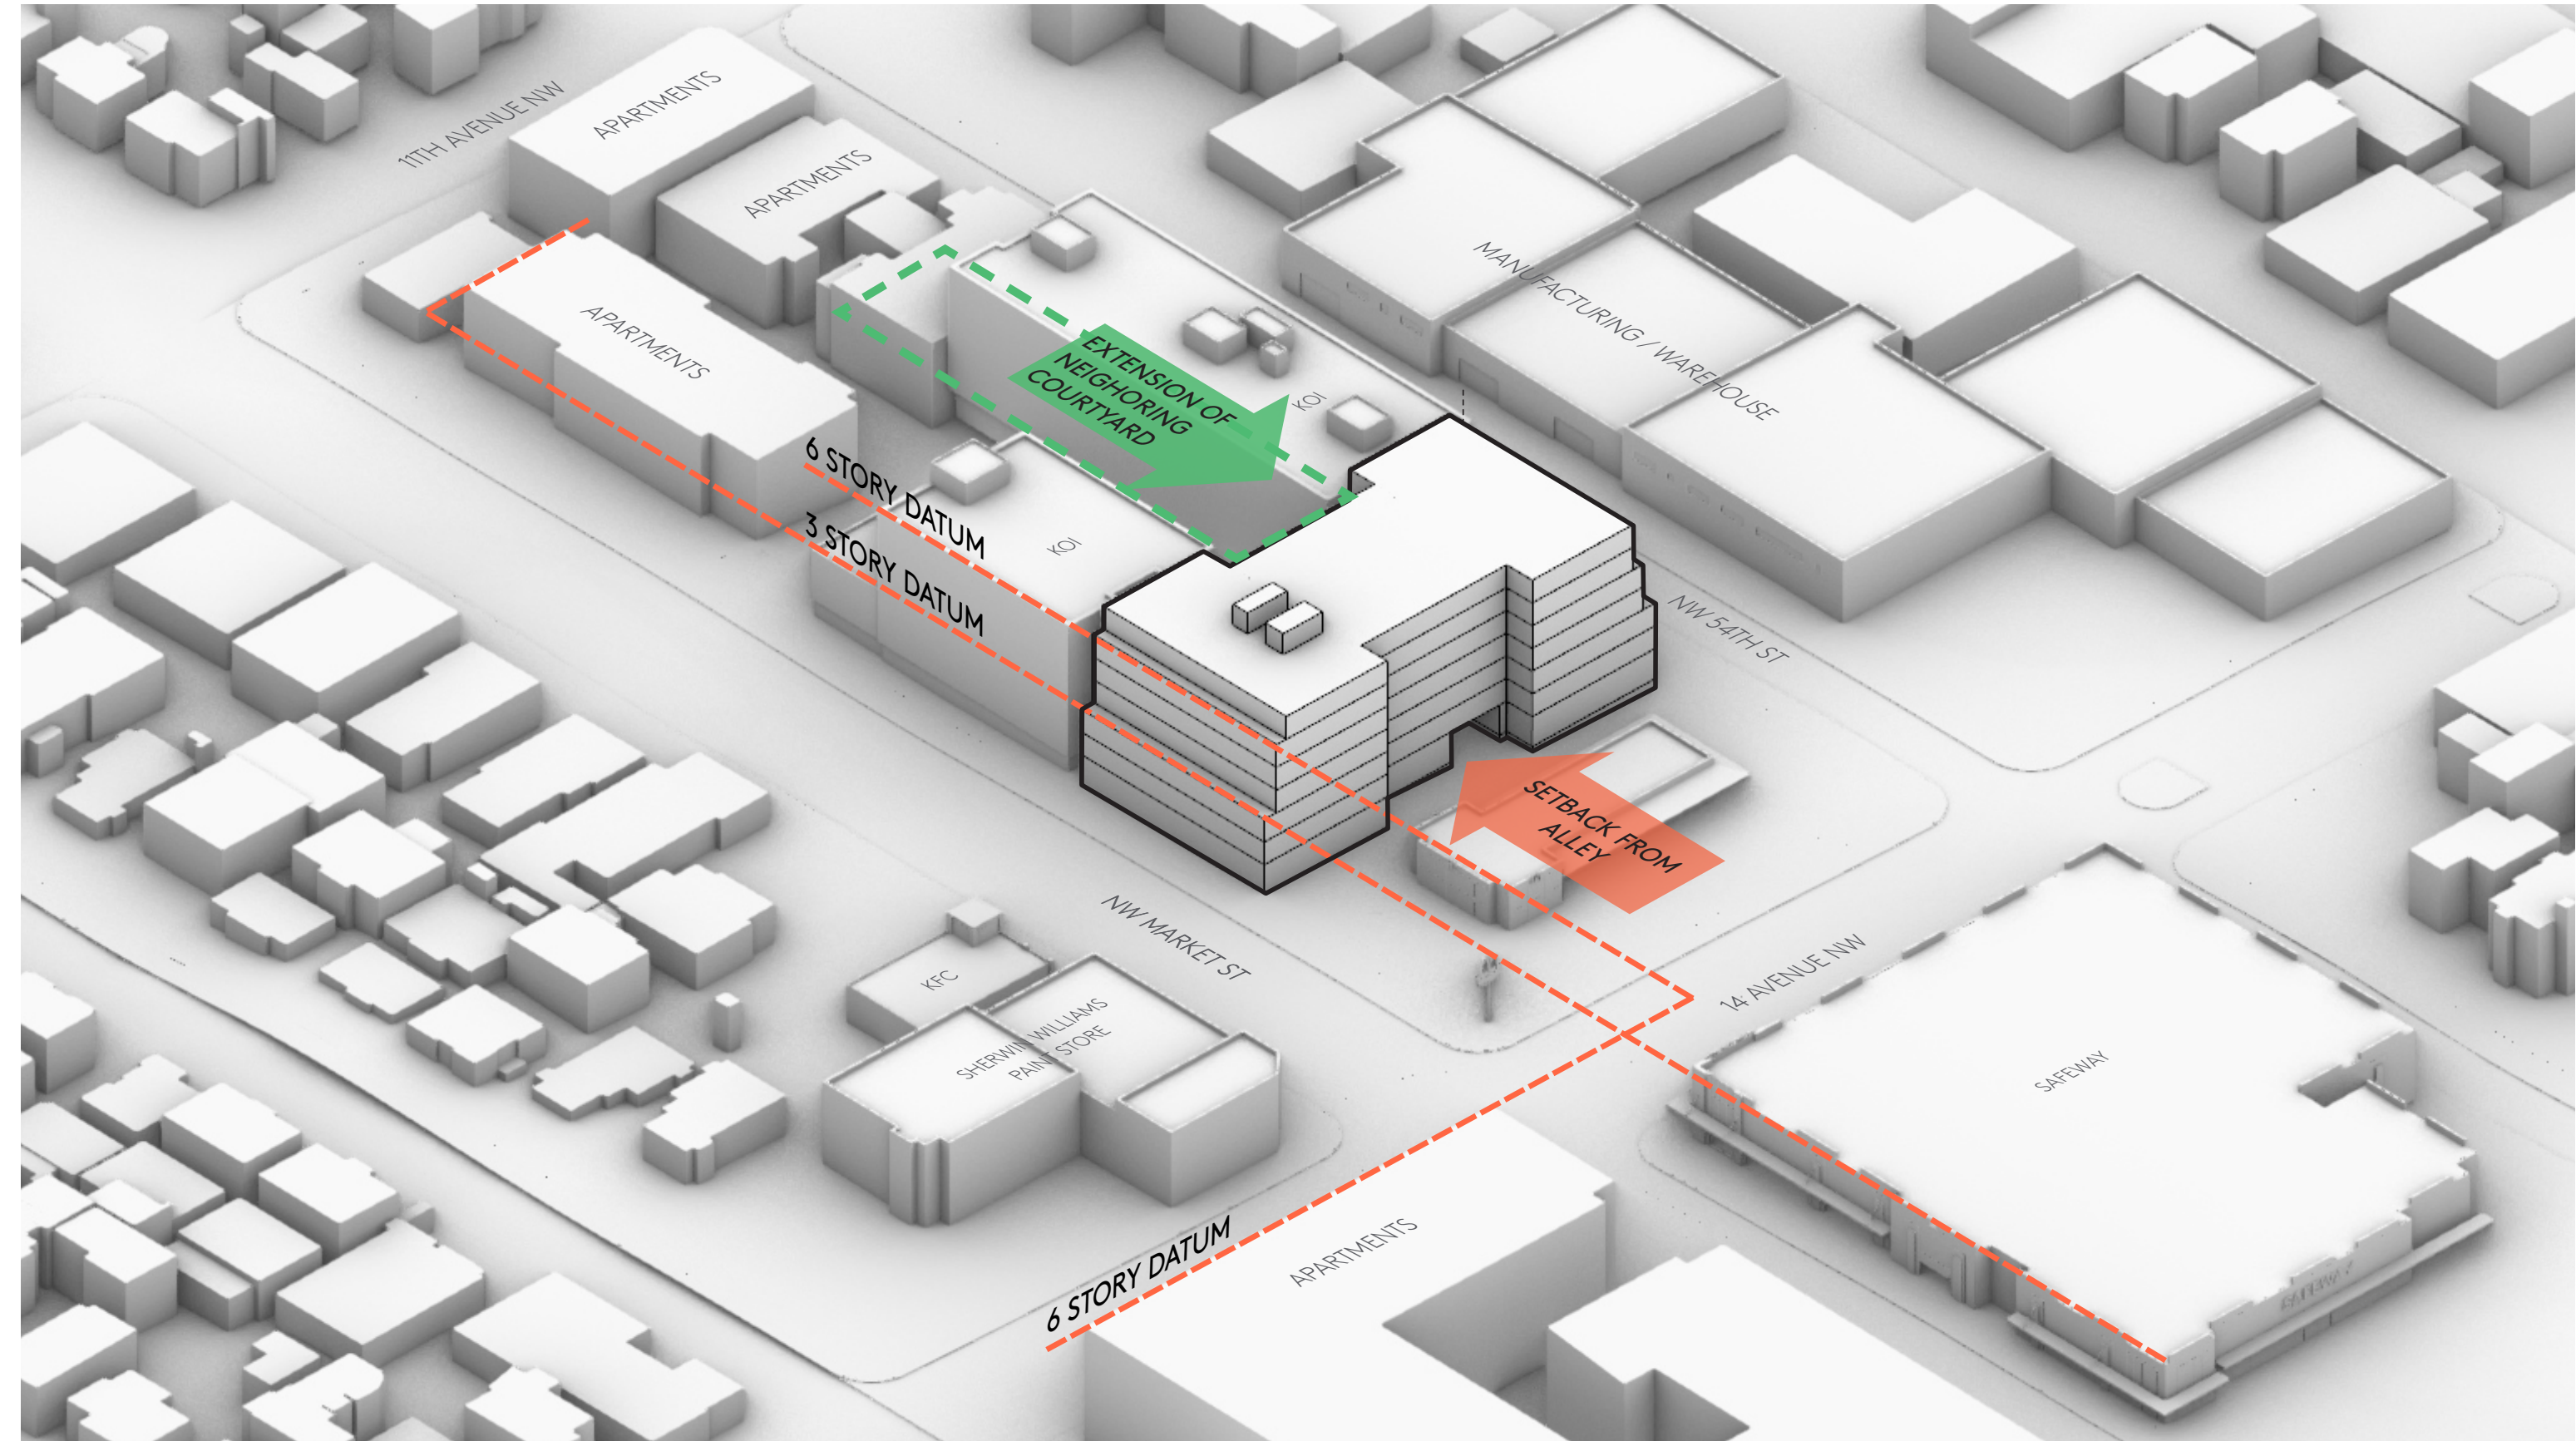 11TH AVENUE NW
APARTMENTS
APARTMENTS
APARTMENTS
MANUFACTURING / WAREHOUSE
EXTENSION OF
NEIGHORING
COURTYARD
KOI
6 STORY DATUM
3 STORY DATUM
KOI
NW 54TH ST
SETBACK FROM
ALLEY
NW MARKET ST
14 AVENUE NW
KFC
SHERWIN WILLIAMS
PAINT STORE
SAFEWAY
6 STORY DATUM
APARTMENTS
SAFEWAY